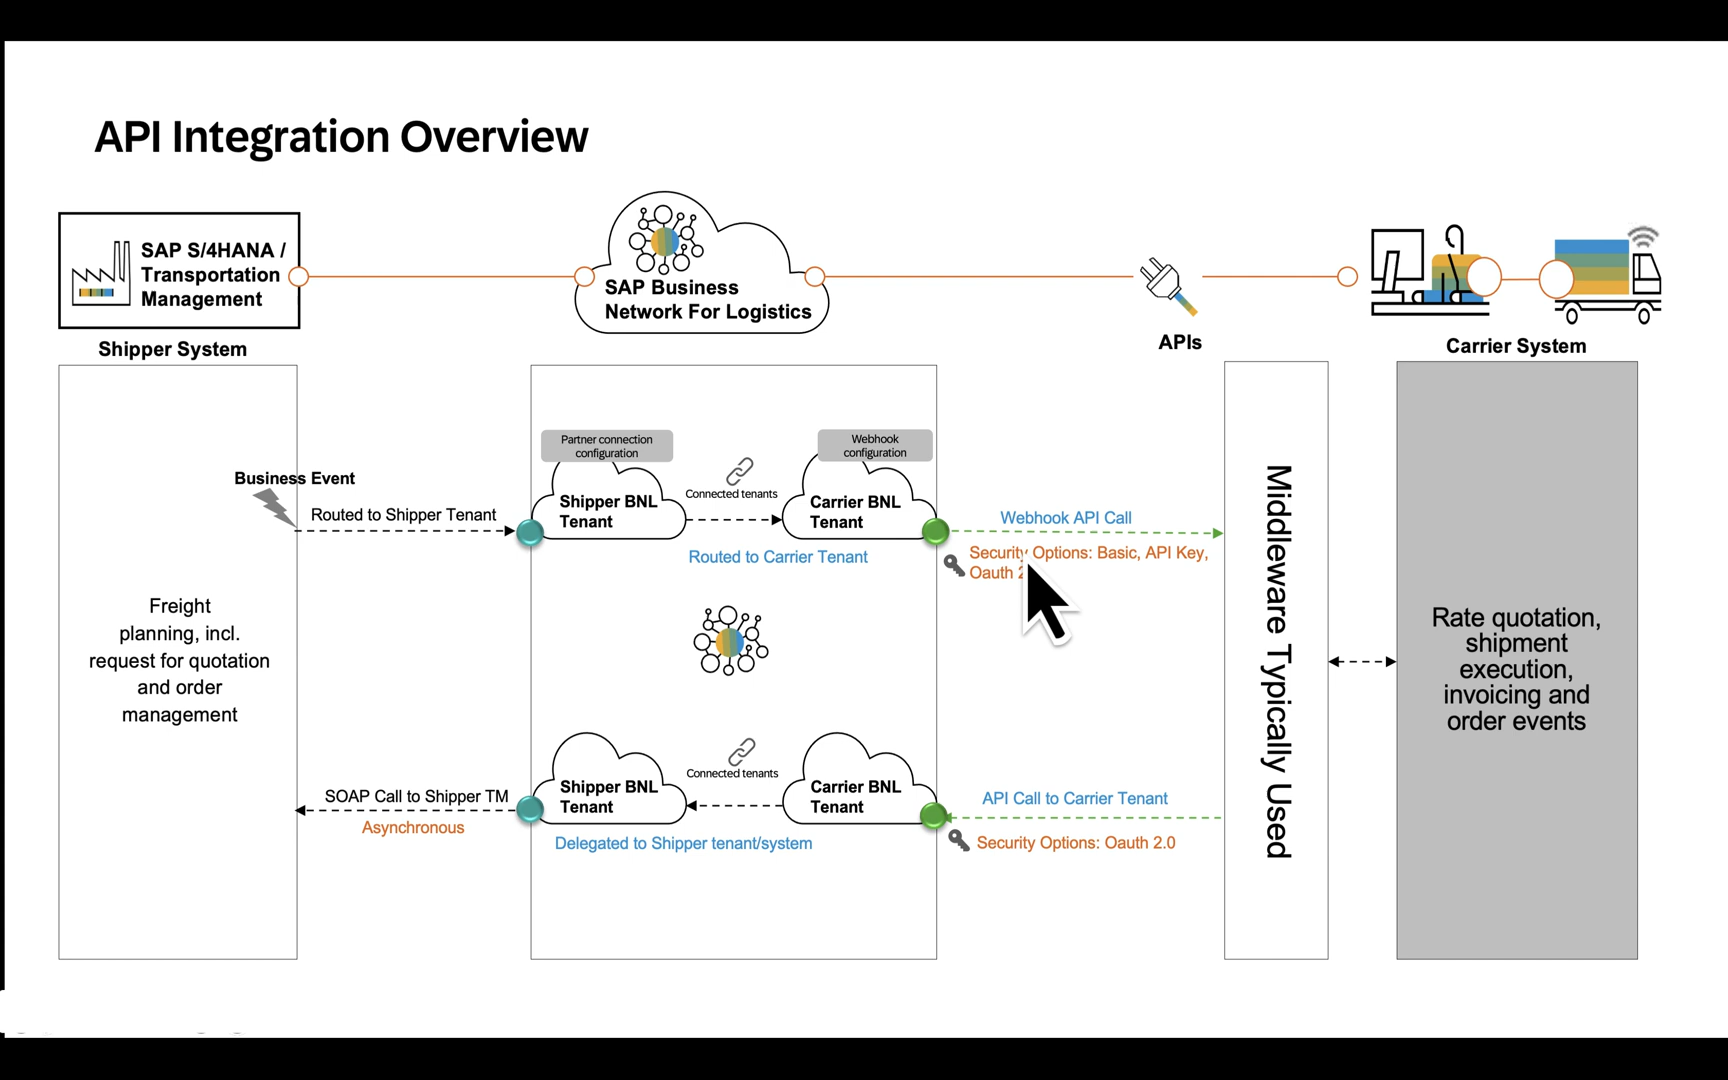 API Integration Overview
SAP S/4HANA /
Transportation
Management
SAP Business
Network For Logistics
APIs
Shipper System
Carrier System
Partner connection
configuration
Webhook
configuration
Business Event
Routed to Shipper Tenant
Shipper BNL
Tenant
Connected tenants
Carrier BNL
Tenant
Routed to Carrier Tenant
Webhook API Call
Security Options: Basic, API Key,
Oauth
Middleware Typically Used
Freight
planning, incl.
request for quotation
and order
management
Rate quotation,
shipment
execution,
invoicing and
order events
SOAP Call to Shipper TM
Asynchronous
Shipper BNL
Tenant
Connected tenants
Carrier BNL
Tenant
Delegated to Shipper tenant/system
API Call to Carrier Tenant
Security Options: Oauth 2.0